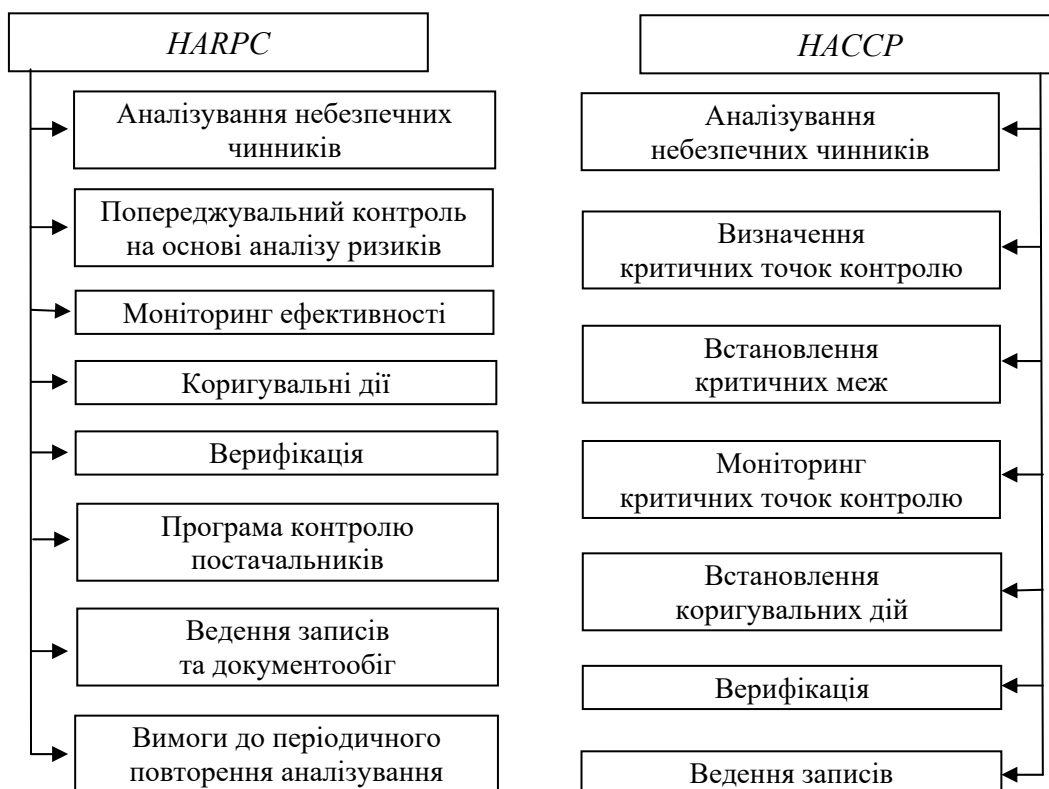 HARPC
Аналізування небезпечних
чинників
Попереджувальний контроль
на основі аналізу ризиків
Моніторинг ефективності
Коригувальні дії
Верифікація
Програма контролю
постачальників
Ведення записів
та документообіг
Вимоги до періодичного
повторення аналізування
HACCP
Аналізування
небезпечних чинників
Визначення
критичних точок контролю
Встановлення
критичних меж
Моніторинг
критичних точок контролю
Встановлення
коригувальних дій
Верифікація
Ведення записів